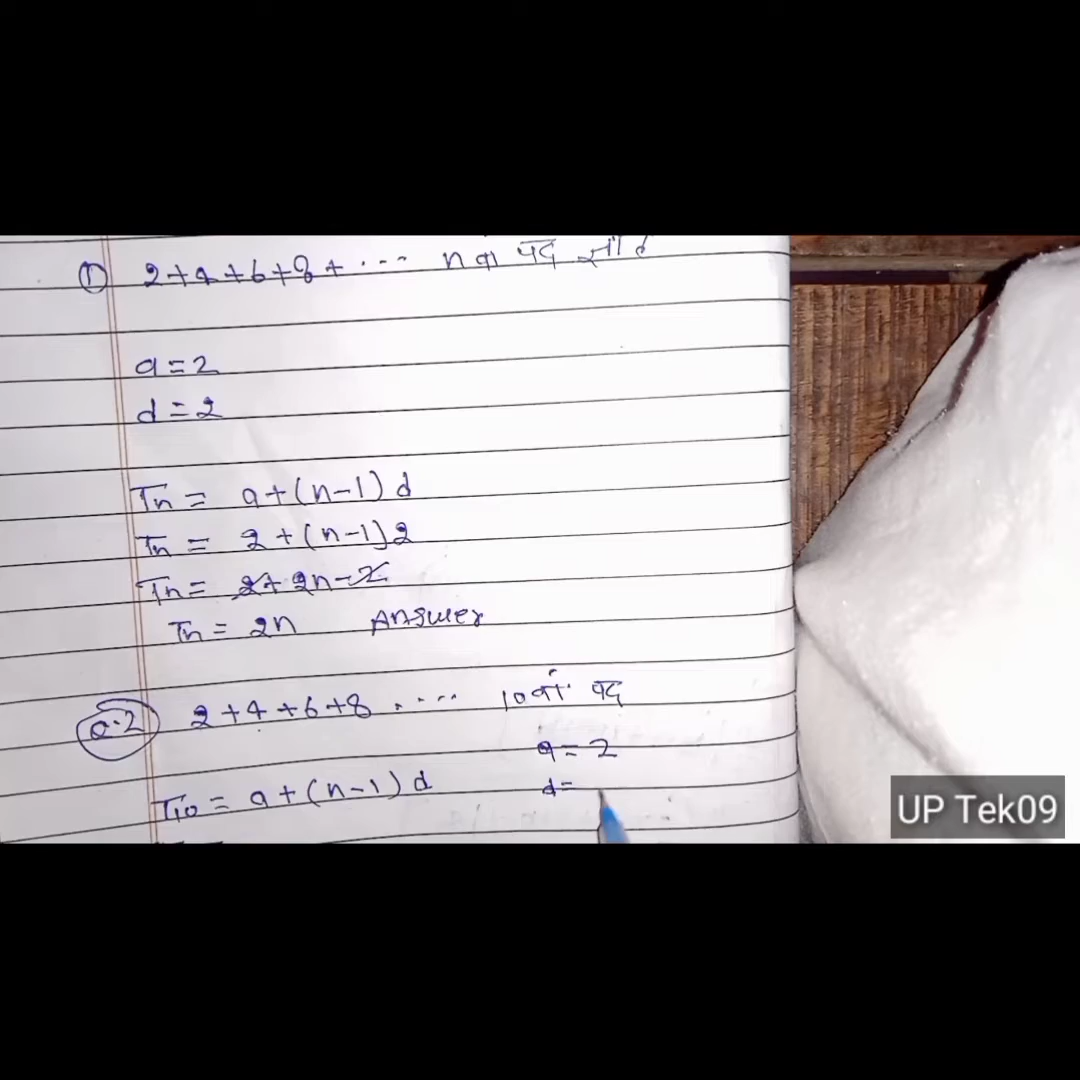 ① 2+4+6+8+ ... n वा पद
a = 2
d = 2
Tn = a+(n-1) d
Tn = 2+(n-1)2
Tn = 2+2n-2
Tn = 2n Answer
Q.2 2+4+6+8 .... 10 वां पद
a = 2
T10 = a+(n-1) d
d =
UP Tek09